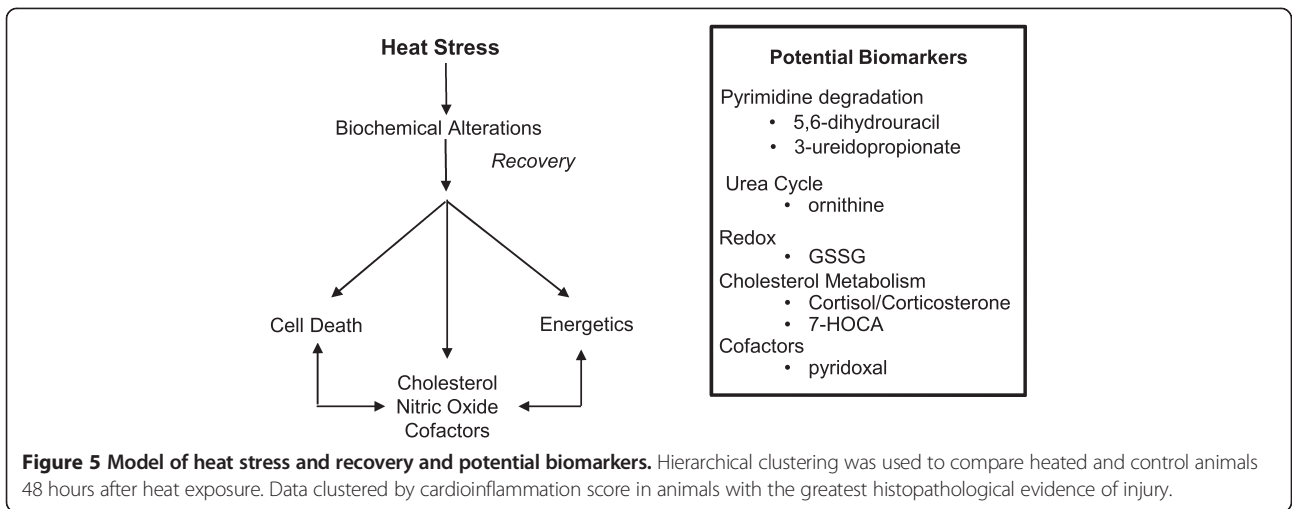 Heat Stress
Biochemical Alterations
Recovery
Cell Death
Energetics
Cholesterol
Nitric Oxide
Cofactors
Potential Biomarkers
Pyrimidine degradation
• 5,6-dihydrouracil
• 3-ureidopropionate
Urea Cycle
• ornithine
Redox
• GSSG
Cholesterol Metabolism
• Cortisol/Corticosterone
• 7-HOCA
Cofactors
• pyridoxal
Figure 5 Model of heat stress and recovery and potential biomarkers. Hierarchical clustering was used to compare heated and control animals
48 hours after heat exposure. Data clustered by cardioinflammation score in animals with the greatest histopathological evidence of injury.